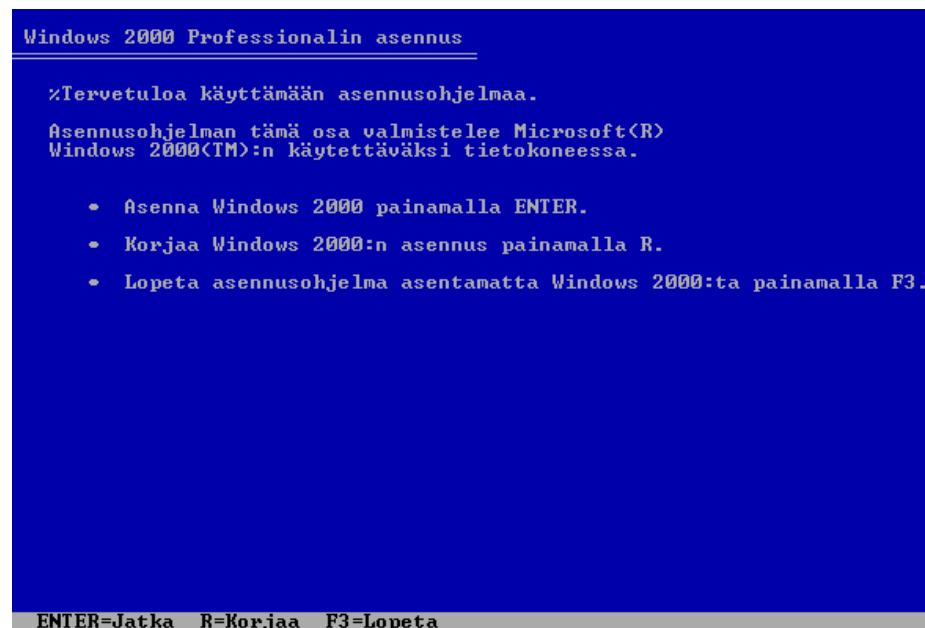 Windows 2000 Professionalin asennus
%Tervetuloa käyttämään asennusohjelmaa.
Asennusohjelman tämä osa valmistelee Microsoft(R)
Windows 2000(TM):n käytettäväksi tietokoneessa.
• Asenna Windows 2000 painamalla ENTER.
• Korjaa Windows 2000:n asennus painamalla R.
• Lopeta asennusohjelma asentamatta Windows 2000:ta painamalla F3.
ENTER=Jatka R=Korjaa F3=Lopeta